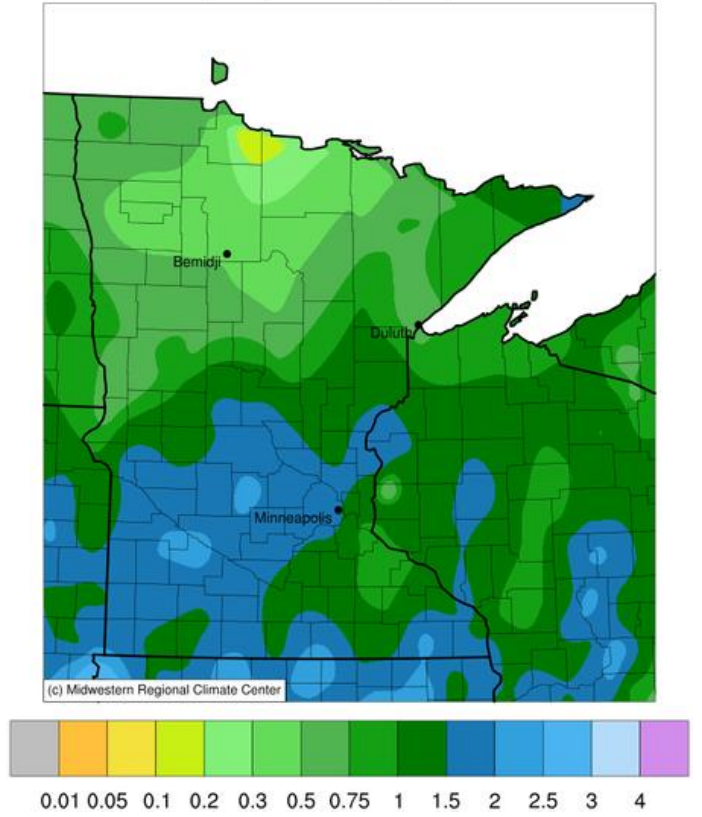 Bemidji
Duluth
Minneapolis
(c) Midwestern Regional Climate Center
0.01 0.05 0.1 0.2 0.3 0.5 0.75 1 1.5 2 2.5 3 4